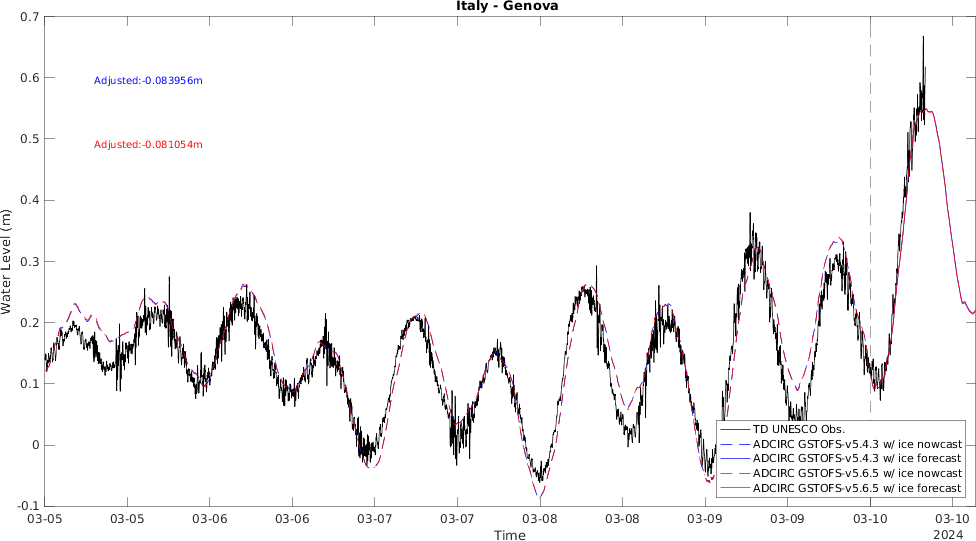 Italy - Genova
0.7
0.6
0.5
0.4
0.3
0.2
0.1
0
-0.1
Water Level (m)
Adjusted:-0.083956m
Adjusted:-0.081054m
TD UNESCO Obs.
ADCIRC GSTOFS-v5.4.3 w/ ice nowcast
ADCIRC GSTOFS-v5.4.3 w/ ice forecast
ADCIRC GSTOFS-v5.6.5 w/ ice nowcast
ADCIRC GSTOFS-v5.6.5 w/ ice forecast
03-05 03-05 03-06 03-06 03-07 03-07 03-08 03-08 03-09 03-09 03-10 03-10
2024
Time